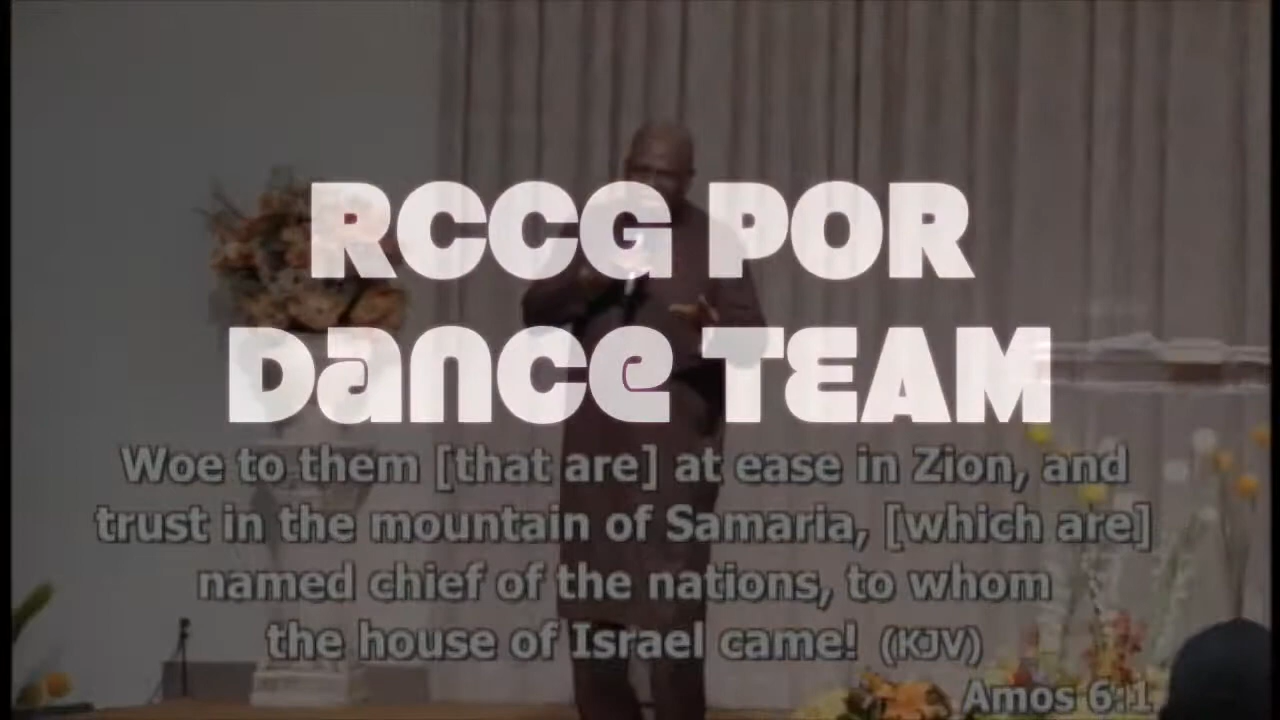 RCCG POR
Dance TEAM
Woe to them [that are] at ease in Zion, and
trust in the mountain of Samaria, [which are]
named chief of the nations, to whom
the house of Israel came! (KJV)
Amos 6:1